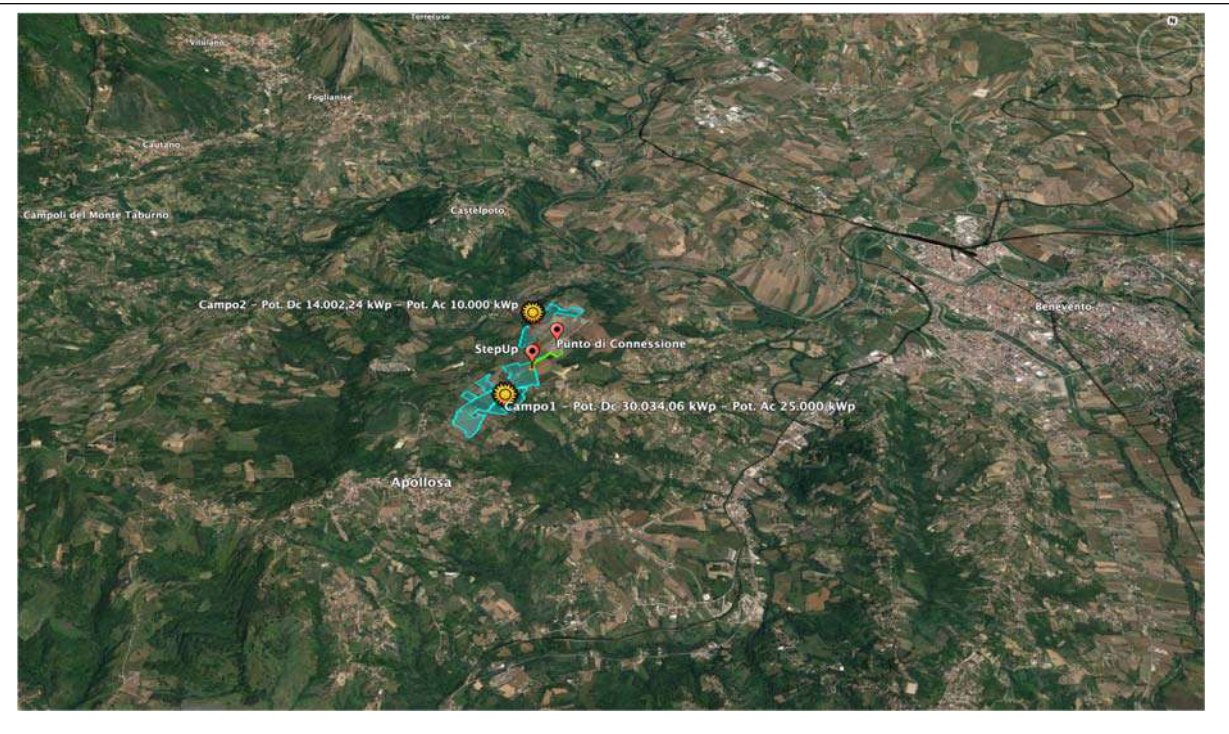 Torrecuso
Vitulano
Foglianise
Cautano
Campoli del Monte Taburno
Castelpoto
Campo2 - Pot. Dc 14.002,24 kWp - Pot. Ac 10.000 kWp
Benevento
StepUp
Punto di Connessione
Campo1 - Pot. Dc 30.034,06 kWp - Pot. Ac 25.000 kWp
Apollosa
N